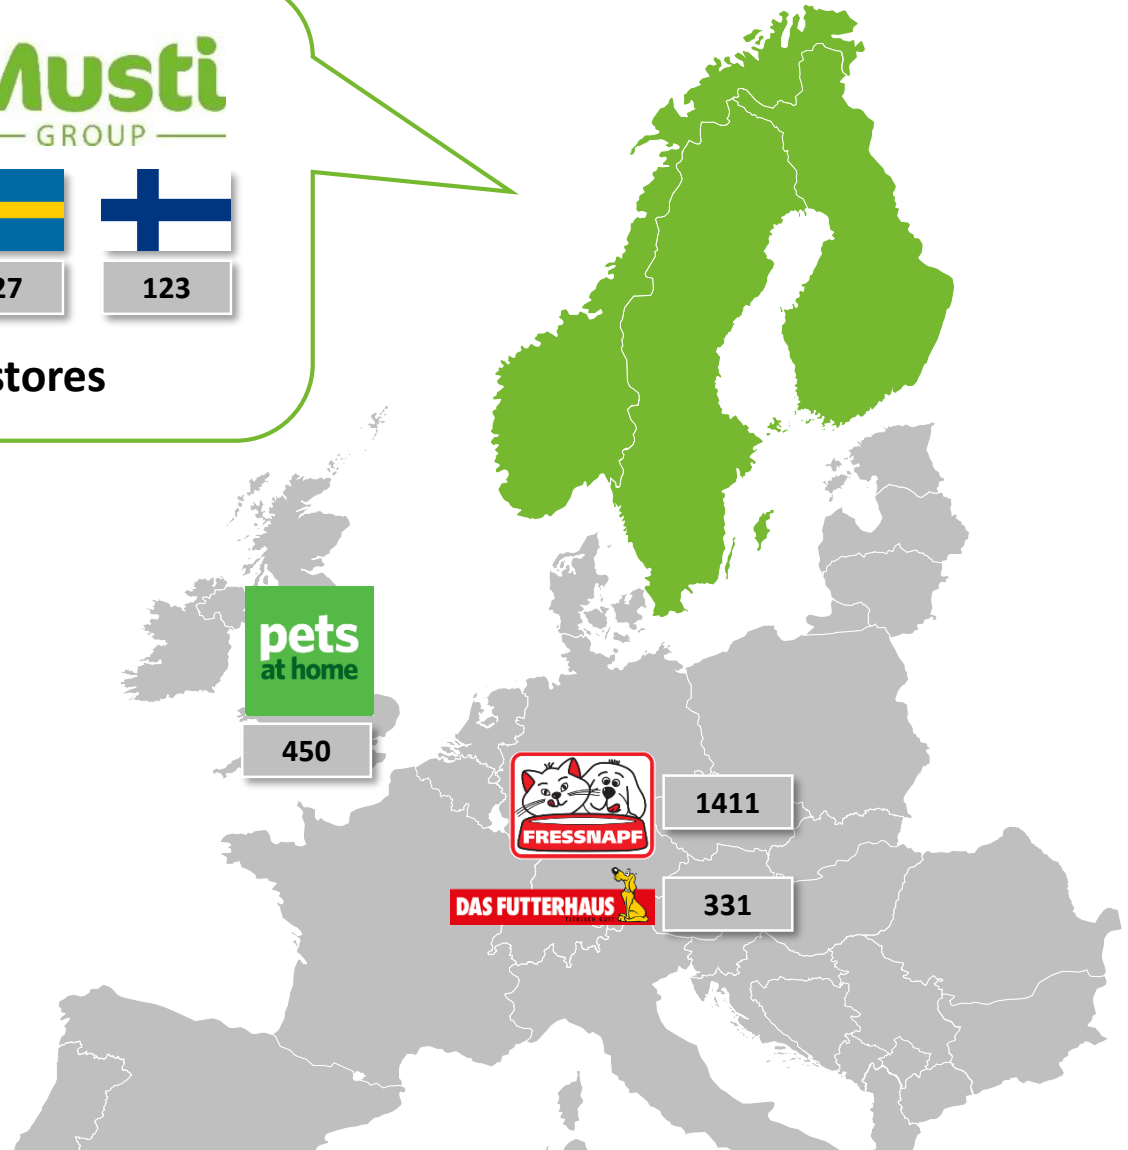 Musti
GROUP
27
123
stores
pets
at home
450
FRESSNAPF
1411
DAS FUTTERHAUS
331